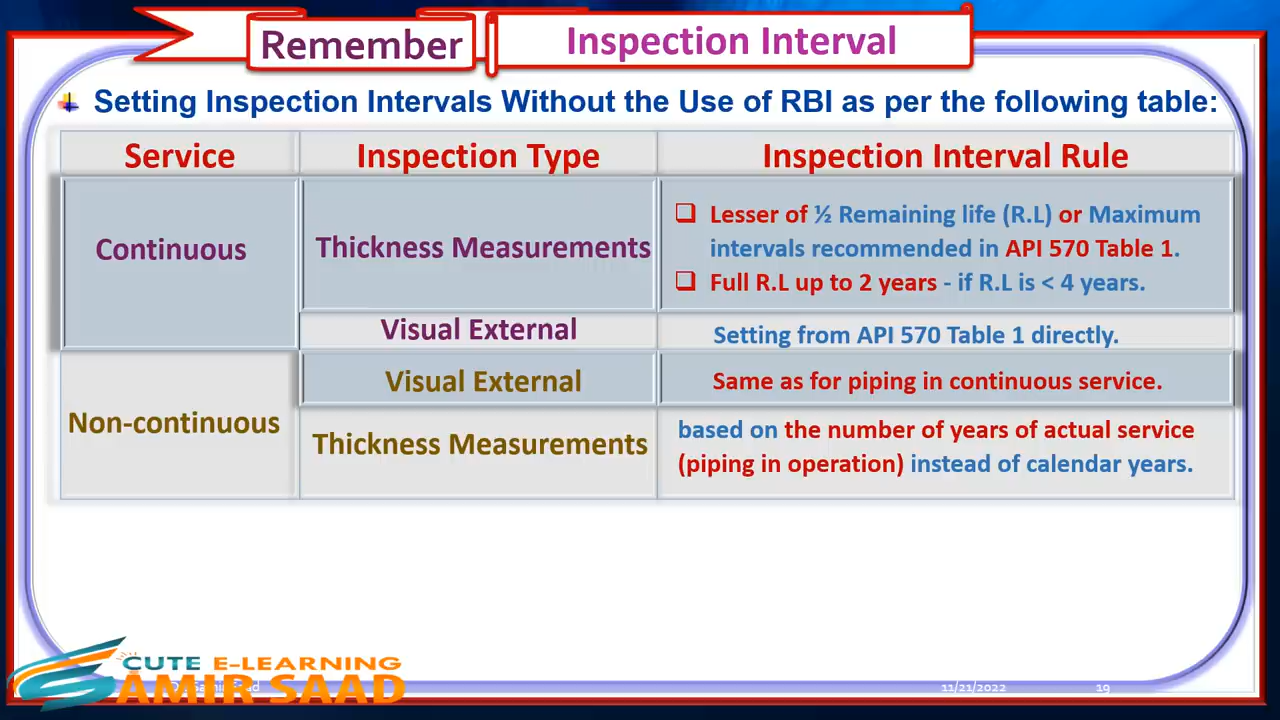 Remember
Inspection Interval
Setting Inspection Intervals Without the Use of RBI as per the following table:
Service
Inspection Type
Inspection Interval Rule
Continuous
Thickness Measurements
Lesser of ½ Remaining life (R.L) or Maximum
intervals recommended in API 570 Table 1.
Full R.L up to 2 years - if R.L is < 4 years.
Visual External
Setting from API 570 Table 1 directly.
Non-continuous
Visual External
Same as for piping in continuous service.
Thickness Measurements
based on the number of years of actual service
(piping in operation) instead of calendar years.
CUTE E-LEARNING
AMIR SAAD
11/21/2022
19